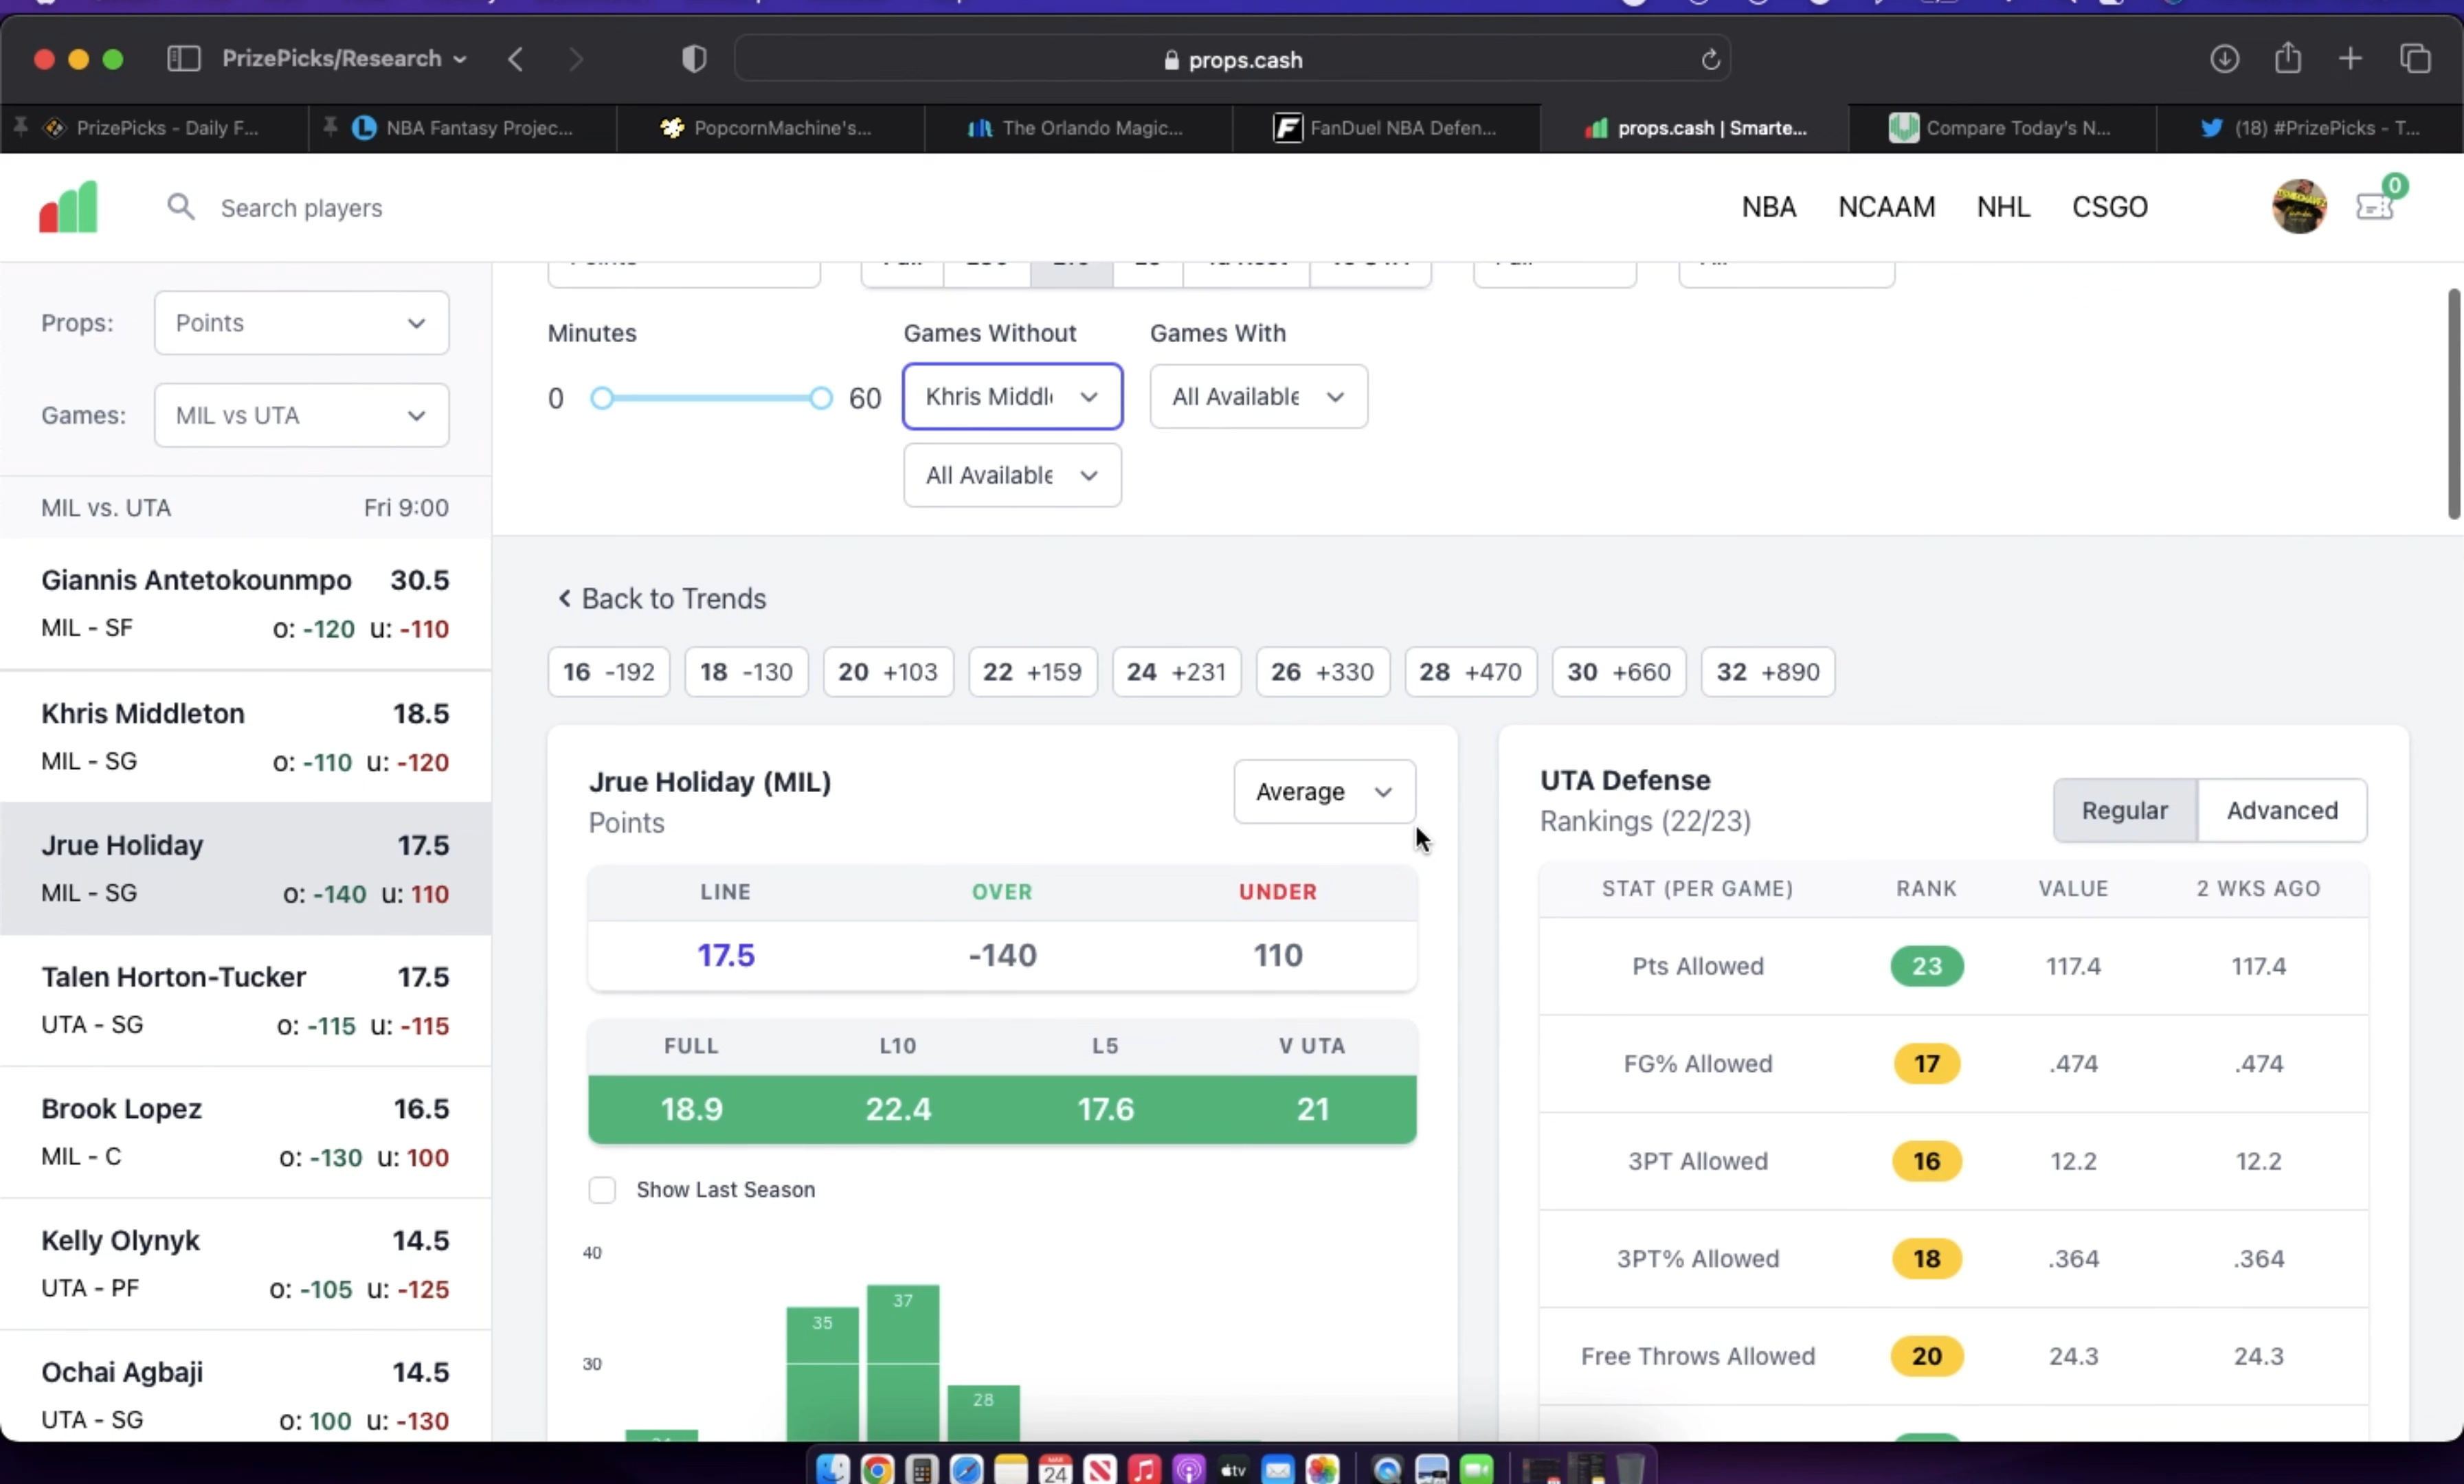 PrizePicks/Research
props.cash
PrizePicks - Daily F...
NBA Fantasy Projec...
PopcornMachine's...
The Orlando Magic...
FanDuel NBA Defen...
props.cash | Smarte...
Compare Today's N...
(18) #PrizePicks - T...
Search players
NBA NCAAM NHL CSGO
0
Props: Points
Games: MIL vs UTA
MIL vs. UTA Fri 9:00
Giannis Antetokounmpo 30.5
MIL - SF o: -120 u: -110
Khris Middleton 18.5
MIL - SG o: -110 u: -120
Jrue Holiday 17.5
MIL - SG o: -140 u: 110
Talen Horton-Tucker 17.5
UTA - SG o: -115 u: -115
Brook Lopez 16.5
MIL - C o: -130 u: 100
Kelly Olynyk 14.5
UTA - PF o: -105 u: -125
Ochai Agbaji 14.5
UTA - SG o: 100 u: -130
Minutes Games Without Games With
0 60 Khris Middl All Available
All Available
Back to Trends
16 -192 18 -130 20 +103 22 +159 24 +231 26 +330 28 +470 30 +660 32 +890
Jrue Holiday (MIL)
Points
Average
LINE OVER UNDER
17.5 -140 110
FULL L10 L5 V UTA
18.9 22.4 17.6 21
Show Last Season
40
37
35
30
28
UTA Defense
Rankings (22/23)
Regular Advanced
STAT (PER GAME) RANK VALUE 2 WKS AGO
Pts Allowed 23 117.4 117.4
FG% Allowed 17 .474 .474
3PT Allowed 16 12.2 12.2
3PT% Allowed 18 .364 .364
Free Throws Allowed 20 24.3 24.3
24
tv